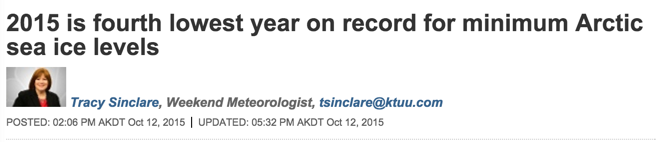 2015 is fourth lowest year on record for minimum Arctic
sea ice levels
Tracy Sinclare, Weekend Meteorologist, tsinclare@ktuu.com
POSTED: 02:06 PM AKDT Oct 12, 2015 | UPDATED: 05:32 PM AKDT Oct 12, 2015